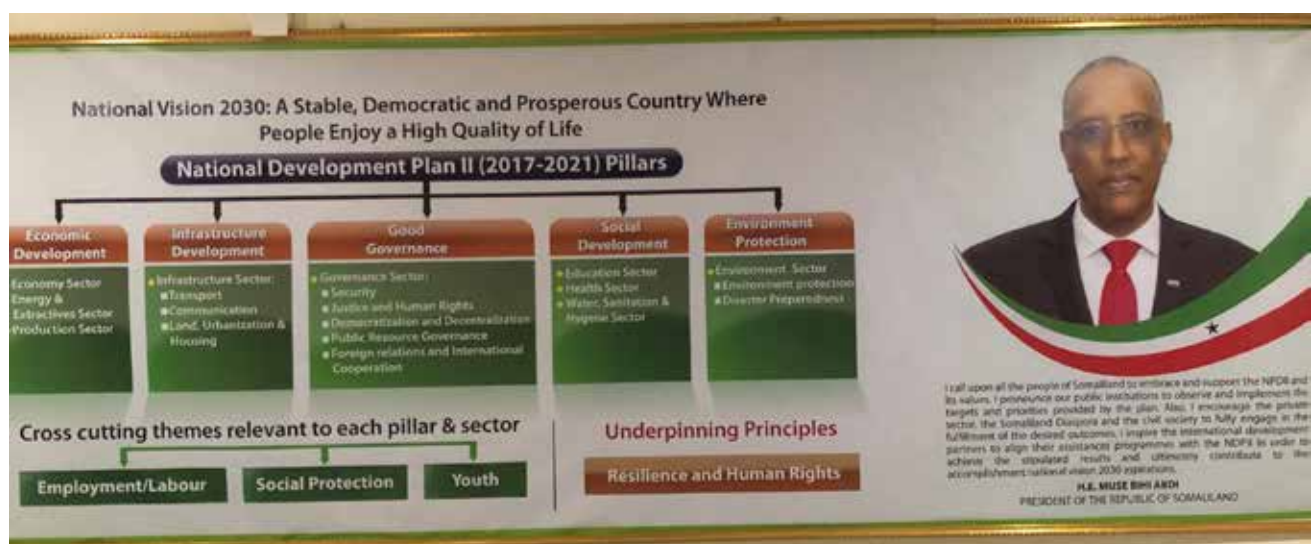 National Vision 2030: A Stable, Democratic and Prosperous Country Where
People Enjoy a High Quality of Life
National Development Plan II (2017-2021) Pillars
Economic
Development
Economy Sector
Energy &
Extractives Sector
Production Sector
Infrastructure
Development
Infrastructure Sector:
Transport
Communication
Land, Urbanization &
Housing
Good
Governance
Governance Sector:
Security
Justice and Human Rights
Democratization and Decentralization
Public Resource Governance
Foreign relations and International
Cooperation
Social
Development
Education Sector
Health Sector
Water, Sanitation &
Hygiene Sector
Environment
Protection
Environment Sector
Environment protection
Disaster Preparedness
Cross cutting themes relevant to each pillar & sector
Employment/Labour
Social Protection
Youth
Underpinning Principles
Resilience and Human Rights
I call upon all the people of Somaliland to embrace and support the and
its values. I pronounce our public institutions to observe and implement the
targets and priorities provided by the plan. Also, I encourage the private
sector, the Somaliland Diaspora and the civil society to fully engage in the
fulfillment of the desired outcomes. I inspire the international development
partners to align their assistances programmes with the in order to
achieve the stipulated results and ultimately contribute to the
accomplishment national vision 2030 aspirations.
H.E. MUSE BIHI ABDI
PRESIDENT OF THE REPUBLIC OF SOMALILAND